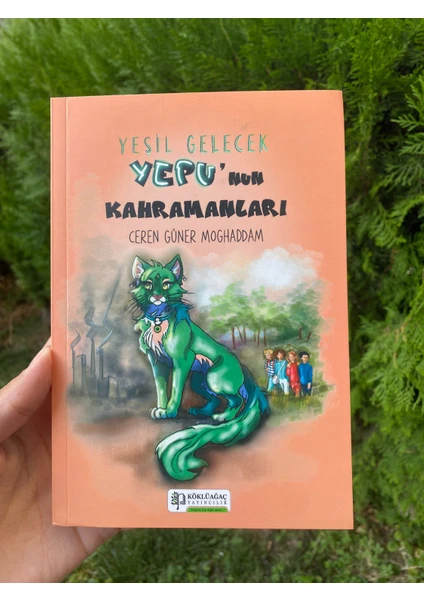 YEŞİL GELECEK
YEPU'nun
KAHRAMANLARI
CEREN GÜNER MOGHADDAM
KÖKLÜAĞAÇ
YAYINCILIK